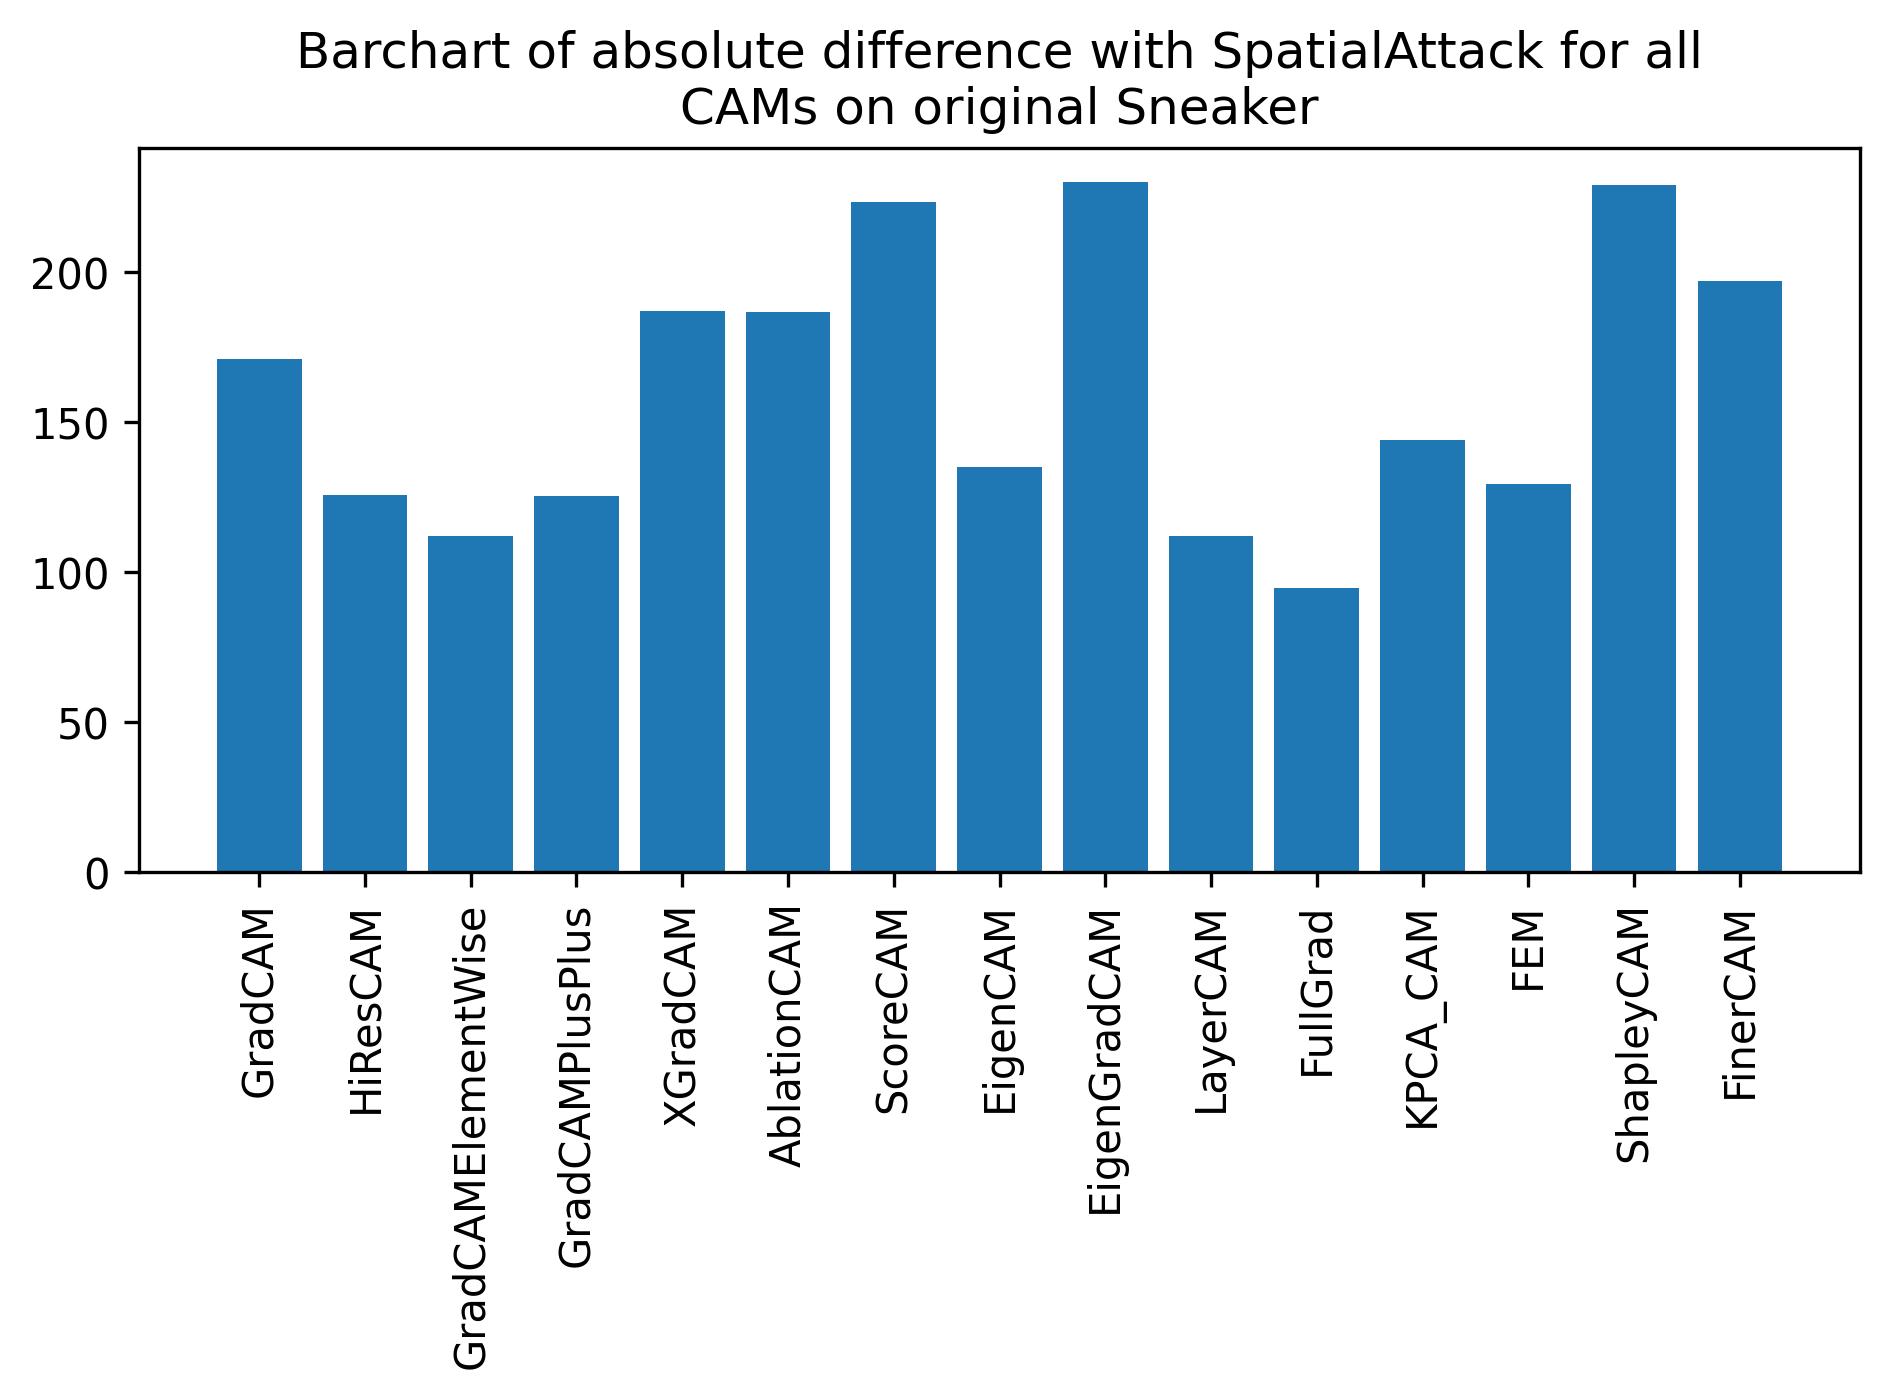 Barchart of absolute difference with SpatialAttack for all
CAMs on original Sneaker
200
150
100
50
0
GradCAM
HiResCAM
GradCAMElementWise
GradCAMPlusPlus
XGradCAM
AblationCAM
ScoreCAM
EigenCAM
EigenGradCAM
LayerCAM
FullGrad
KPCA_CAM
FEM
ShapleyCAM
FinerCAM